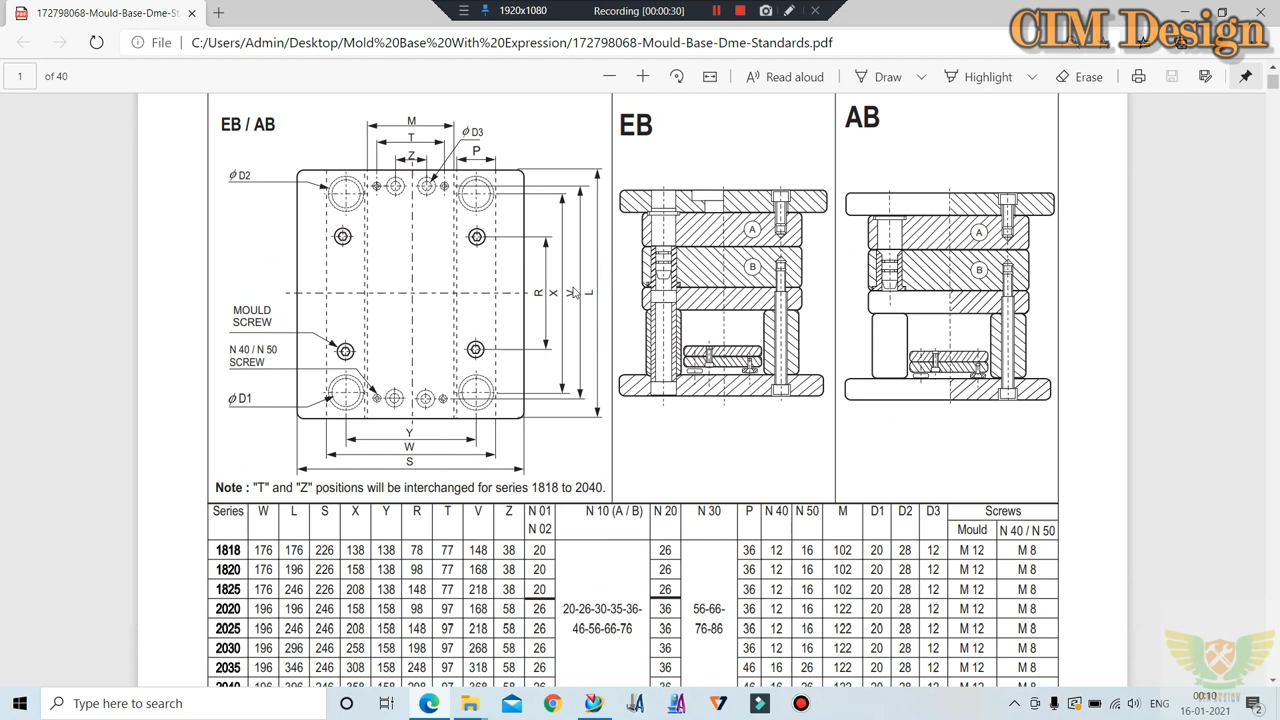 172798068-Mould-Base-Dme-St
1920x1080
Recording [00:00:30]
CIM Design
File
C:/Users/Admin/Desktop/Mold%20Base%20With%20Expression/172798068-Mould-Base-Dme-Standards.pdf
1 of 40
Read aloud
Draw
Highlight
Erase
EB / AB
EB
AB
M
T
Z
P
φ D3
φ D2
A
B
A
B
R
X
V
L
MOULD
SCREW
N 40 / N 50
SCREW
φ D1
Y
W
S
Note : "T" and "Z" positions will be interchanged for series 1818 to 2040.
Series W L S X Y R T V Z N 01 N 10 (A / B) N 20 N 30 P N 40 N 50 M D1 D2 D3 Screws
N 02 Mould N 40 / N 50
1818 176 176 226 138 138 78 77 148 38 20 26 36 12 16 102 20 28 12 M 12 M 8
1820 176 196 226 158 138 98 77 168 38 20 26 36 12 16 102 20 28 12 M 12 M 8
1825 176 246 226 208 138 148 77 218 38 20 26 36 12 16 102 20 28 12 M 12 M 8
2020 196 196 246 158 158 98 97 168 58 26 20-26-30-35-36- 36 56-66- 36 12 16 122 20 28 12 M 12 M 8
2025 196 246 246 208 158 148 97 218 58 26 46-56-66-76 36 76-86 36 12 16 122 20 28 12 M 12 M 8
2030 196 296 246 258 158 198 97 268 58 26 36 36 12 16 122 20 28 12 M 12 M 8
2035 196 346 246 308 158 248 97 318 58 26 36 46 16 26 122 20 28 12 M 12 M 8
Type here to search
ENG
00:10
16-01-2021
2